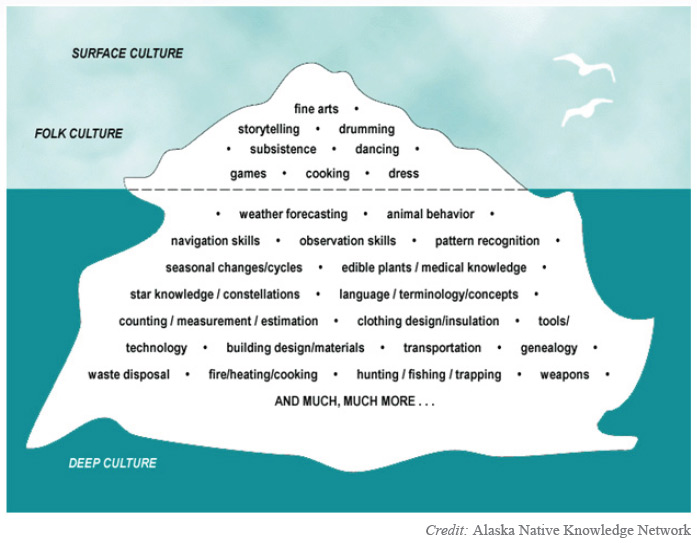 SURFACE CULTURE
FOLK CULTURE
fine arts •
storytelling • drumming
• subsistence • dancing •
games • cooking • dress
• weather forecasting • animal behavior •
navigation skills • observation skills • pattern recognition •
seasonal changes/cycles • edible plants / medical knowledge •
star knowledge / constellations • language / terminology/concepts •
counting / measurement / estimation • clothing design/insulation • tools/
technology • building design/materials • transportation • genealogy •
waste disposal • fire/heating/cooking • hunting / fishing / trapping • weapons •
AND MUCH, MUCH MORE . . .
DEEP CULTURE
Credit: Alaska Native Knowledge Network